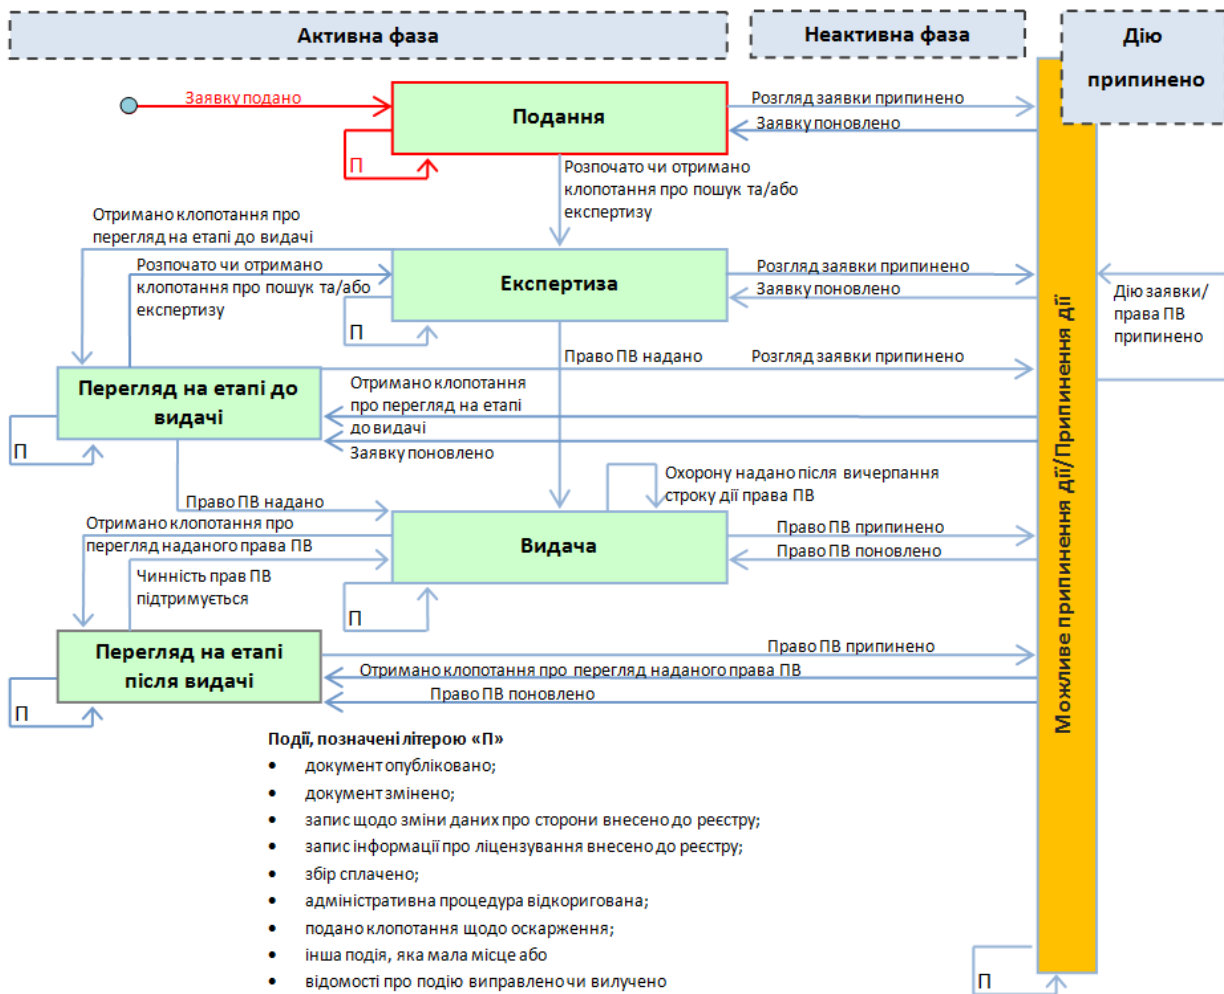 Активна фаза
Неактивна фаза
Дію
припинено
Заявку подано
Подання
Розгляд заявки припинено
Заявку поновлено
П
Розпочато чи отримано
клопотання про пошук та/або
експертизу
Отримано клопотання про
перегляд на етапі до видачі
Розпочато чи отримано
клопотання про пошук та/або
експертизу
Експертиза
Розгляд заявки припинено
Заявку поновлено
П
Дію заявки/
права ПВ
припинено
Право ПВ надано
Розгляд заявки припинено
Перегляд на етапі до
видачі
Отримано клопотання
про перегляд на етапі
до видачі
Заявку поновлено
П
Право ПВ надано
Охорону надано після вичерпання
строку дії права ПВ
Отримано клопотання про
перегляд наданого права ПВ
Видача
Право ПВ припинено
Право ПВ поновлено
Чинність прав ПВ
підтримується
П
Перегляд на етапі
після видачі
Право ПВ припинено
Отримано клопотання про перегляд наданого права ПВ
Право ПВ поновлено
П
Можливе припинення дії/Припинення дії
Події, позначені літерою «П»
• документ опубліковано;
• документ змінено;
• запис щодо зміни даних про сторони внесено до реєстру;
• запис інформації про ліцензування внесено до реєстру;
• збір сплачено;
• адміністративна процедура відкоригована;
• подано клопотання щодо оскарження;
• інша подія, яка мала місце або
• відомості про подію виправлено чи вилучено
П